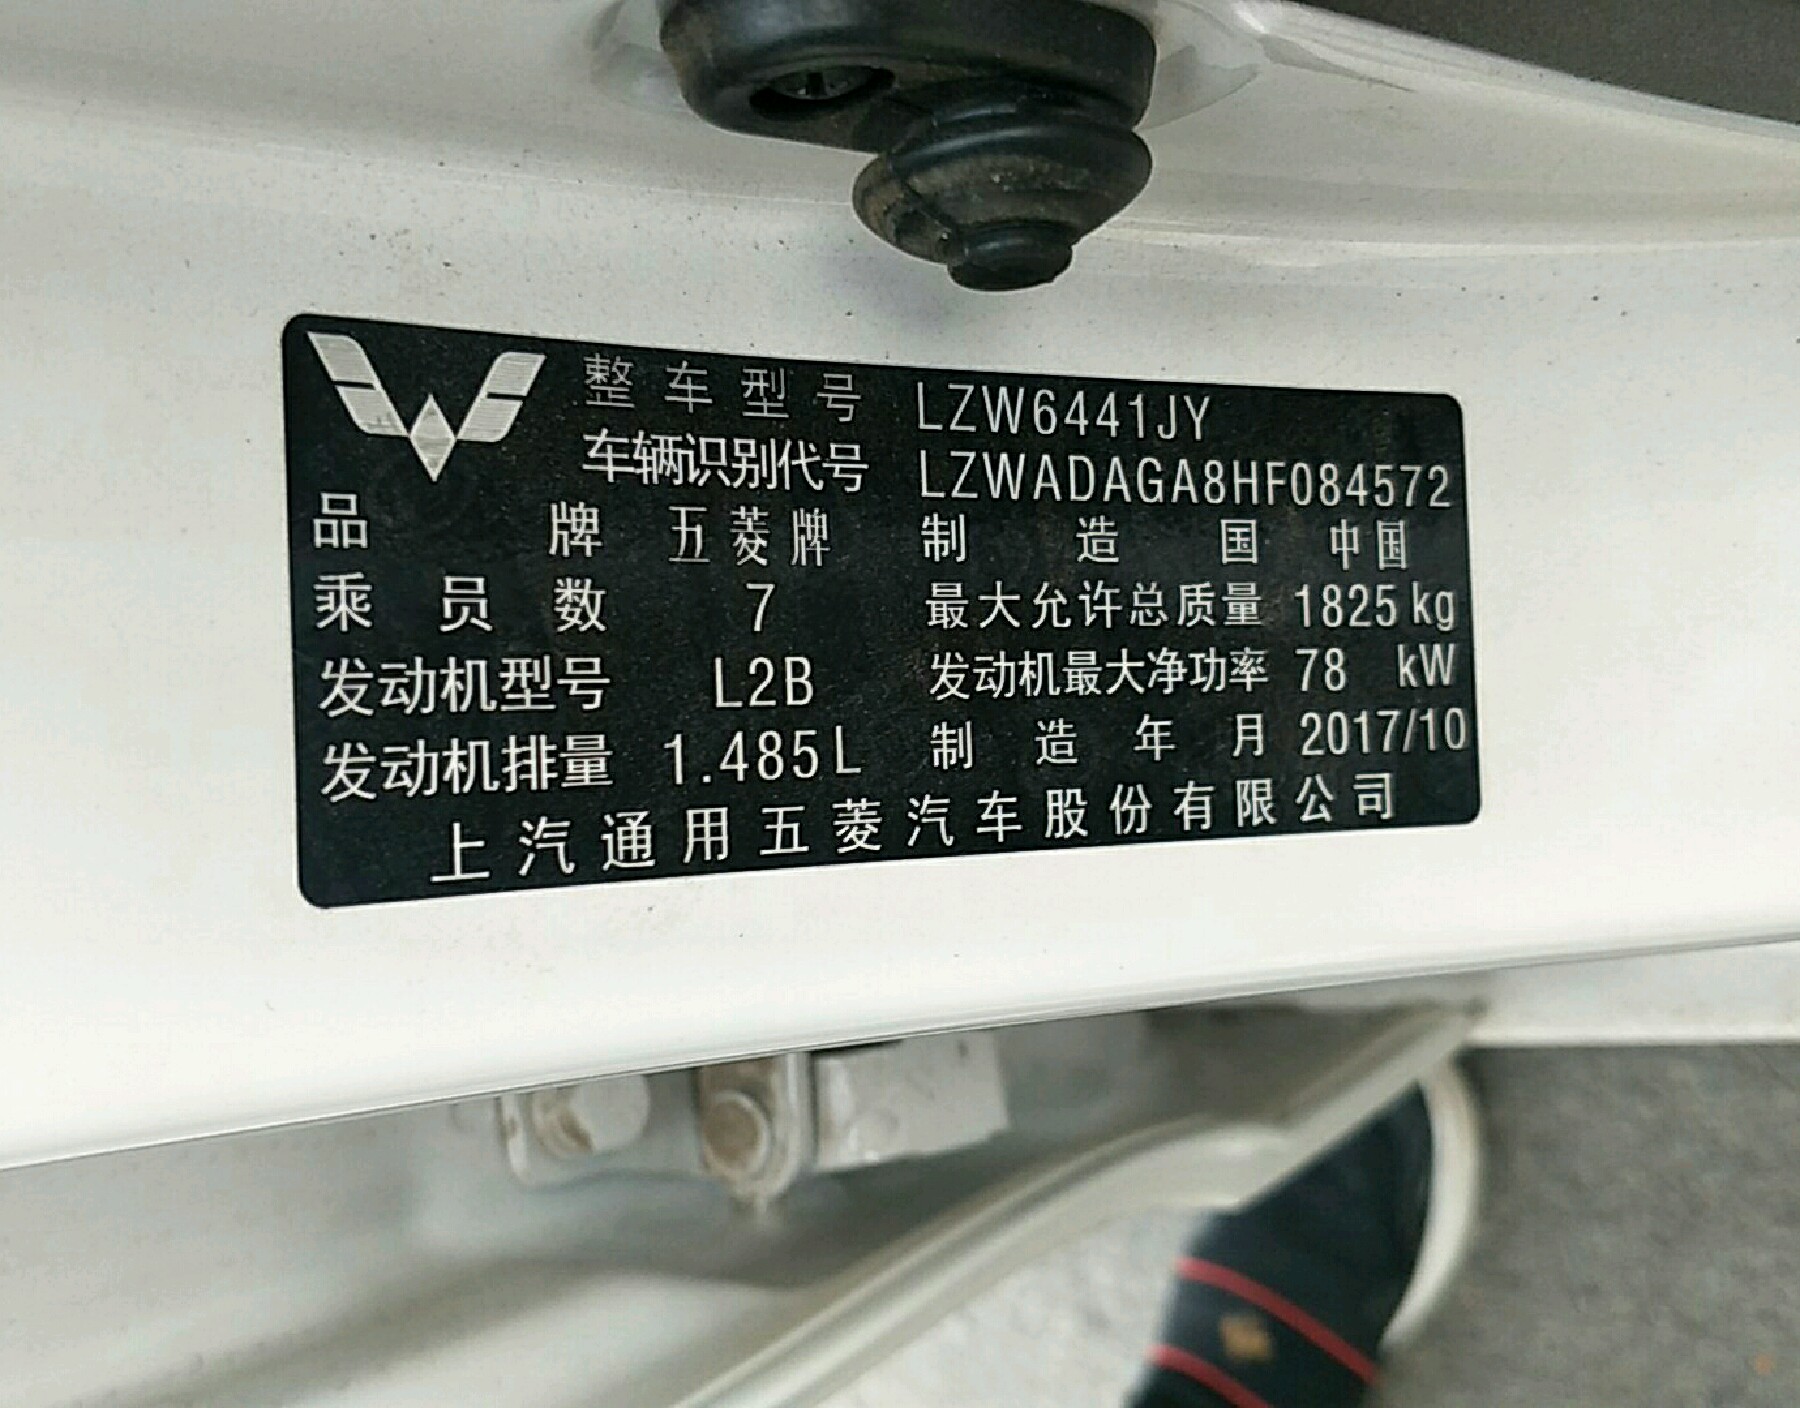 整车型号 LZW6441JY
车辆识别代号 LZWADAGA8HF084572
品牌 五菱牌 制造国 中国
乘员数 7 最大允许总质量 1825 kg
发动机型号 L2B 发动机最大净功率 78 kW
发动机排量 1.485L 制造年月 2017/10
上汽通用五菱汽车股份有限公司